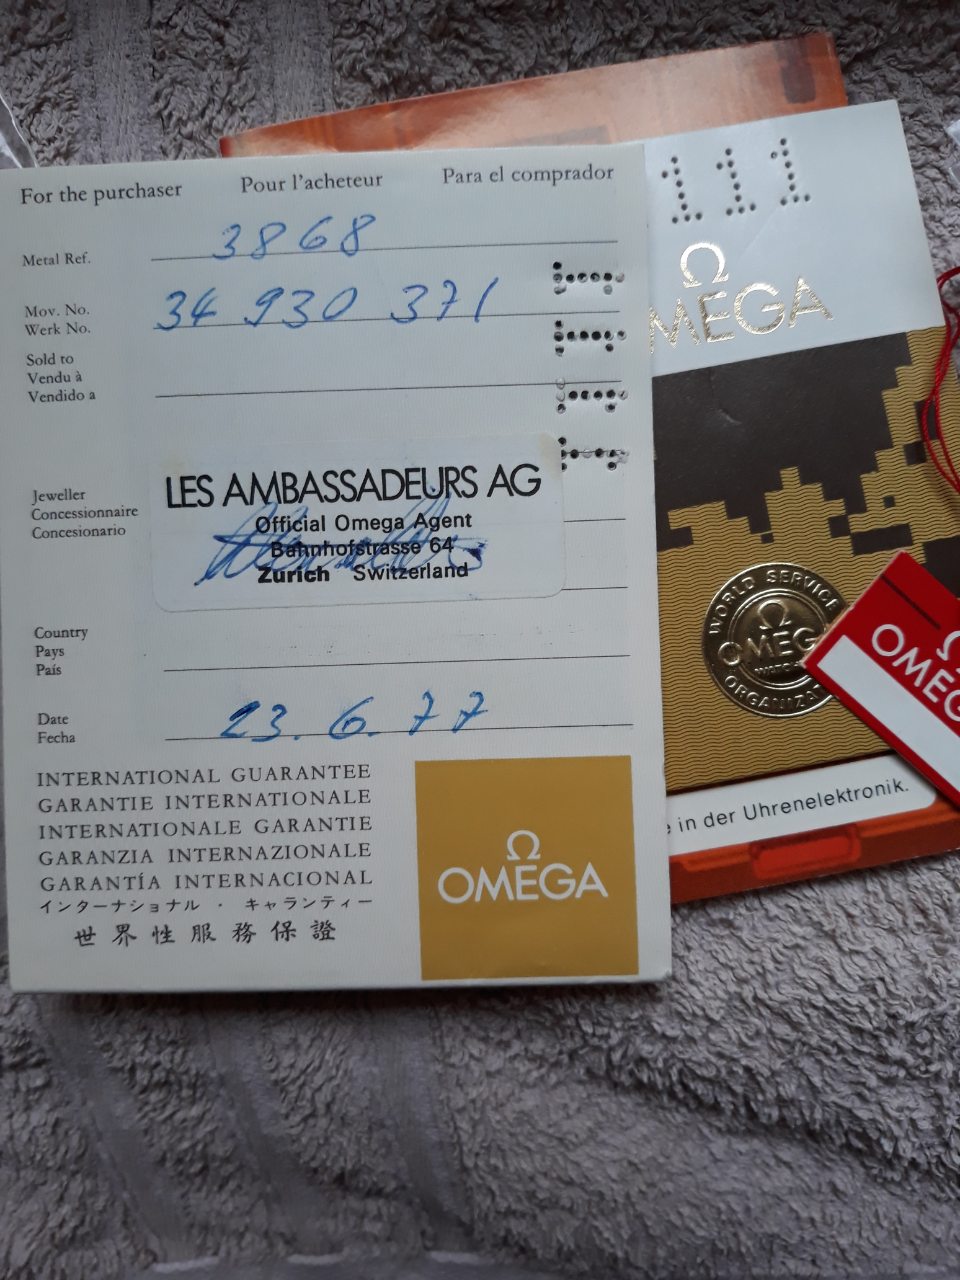 For the purchaser Pour l'acheteur Para el comprador
Metal Ref. 3868
Mov. No.
Werk No. 34 930 371
Sold to
Vendu à
Vendido a
Jeweller
Concessionnaire
Concesionario
LES AMBASSADEURS AG
Official Omega Agent
Bahnhofstrasse 64
Zurich Switzerland
Country
Pays
País
Date
Fecha
23. 6. 77
INTERNATIONAL GUARANTEE
GARANTIE INTERNATIONALE
INTERNATIONALE GARANTIE
GARANZIA INTERNAZIONALE
GARANTÍA INTERNACIONAL
インターナショナル · キャランティー
世界性服務保證
Ω
OMEGA
111
Ω
OMEGA
WORLD SERVICE
Ω
OMEGA
ORGANIZAT
OMEG
e in der Uhrenelektronik.